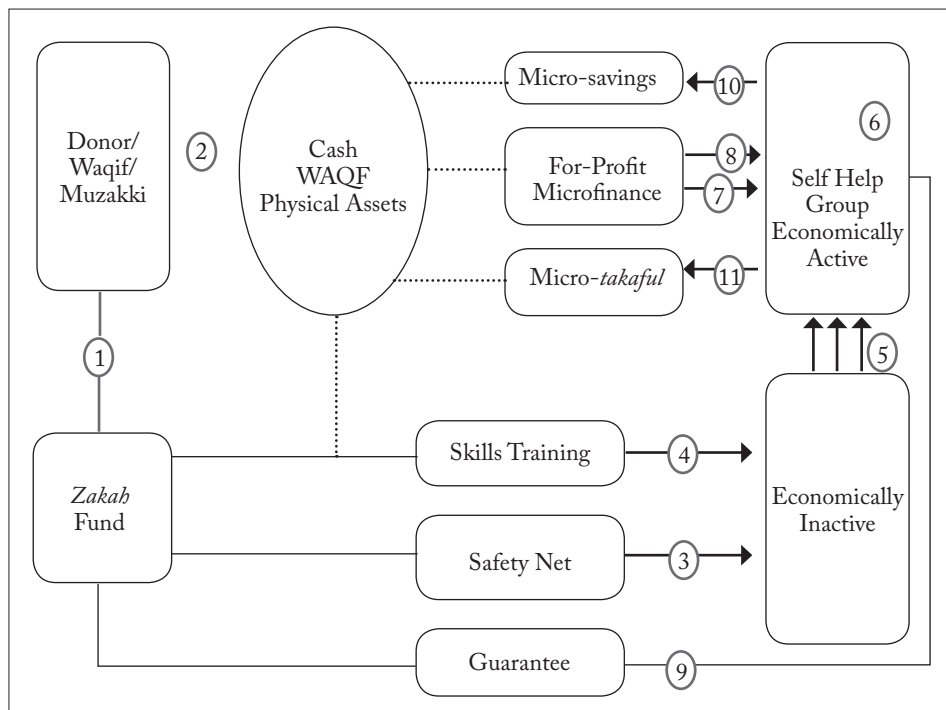 Donor/
Waqif/
Muzakki
2
Cash
WAQF
Physical Assets
Micro-savings
10
For-Profit
Microfinance
8
7
Micro-takaful
11
6
Self Help
Group
Economically
Active
1
5
Zakah
Fund
Skills Training
4
Safety Net
3
Economically
Inactive
Guarantee
9